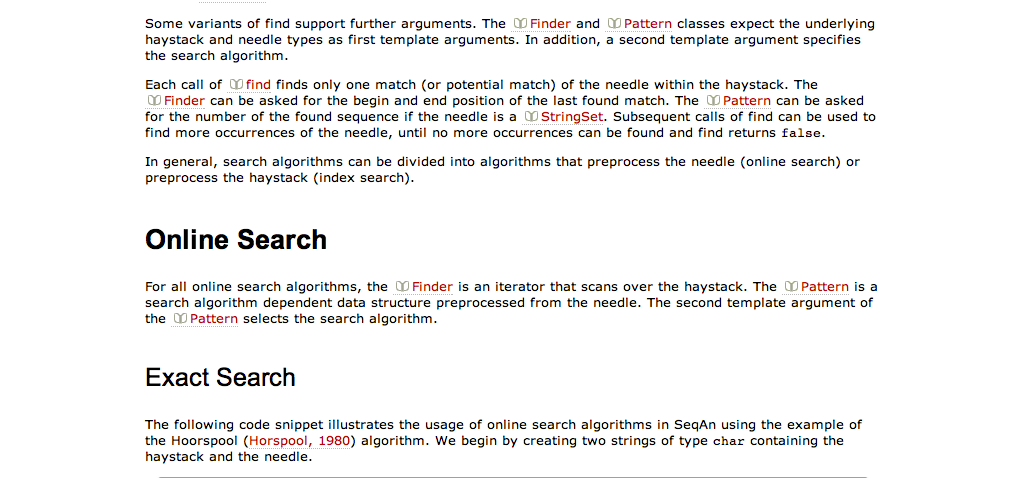 Some variants of find support further arguments. The Finder and Pattern classes expect the underlying
haystack and needle types as first template arguments. In addition, a second template argument specifies
the search algorithm.
Each call of find finds only one match (or potential match) of the needle within the haystack. The
Finder can be asked for the begin and end position of the last found match. The Pattern can be asked
for the number of the found sequence if the needle is a StringSet. Subsequent calls of find can be used to
find more occurrences of the needle, until no more occurrences can be found and find returns false.
In general, search algorithms can be divided into algorithms that preprocess the needle (online search) or
preprocess the haystack (index search).
Online Search
For all online search algorithms, the Finder is an iterator that scans over the haystack. The Pattern is a
search algorithm dependent data structure preprocessed from the needle. The second template argument of
the Pattern selects the search algorithm.
Exact Search
The following code snippet illustrates the usage of online search algorithms in SeqAn using the example of
the Hoorspool (Horspool, 1980) algorithm. We begin by creating two strings of type char containing the
haystack and the needle.